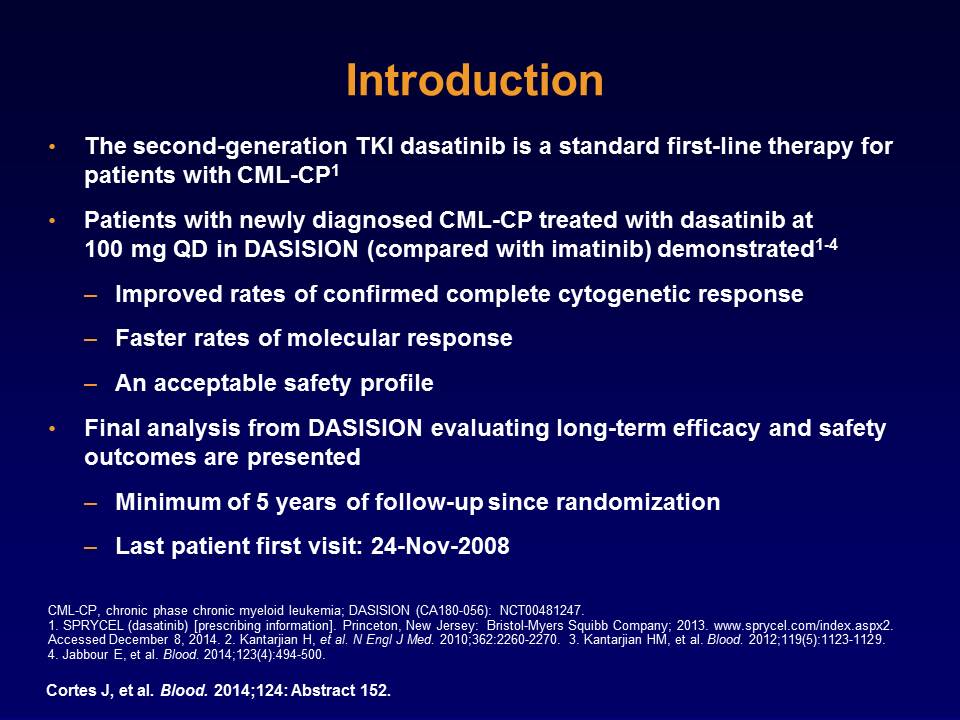 Introduction
• The second-generation TKI dasatinib is a standard first-line therapy for
patients with CML-CP1
• Patients with newly diagnosed CML-CP treated with dasatinib at
100 mg QD in DASISION (compared with imatinib) demonstrated1-4
– Improved rates of confirmed complete cytogenetic response
– Faster rates of molecular response
– An acceptable safety profile
• Final analysis from DASISION evaluating long-term efficacy and safety
outcomes are presented
– Minimum of 5 years of follow-up since randomization
– Last patient first visit: 24-Nov-2008
CML-CP, chronic phase chronic myeloid leukemia; DASISION (CA180-056): NCT00481247.
1. SPRYCEL (dasatinib) [prescribing information]. Princeton, New Jersey: Bristol-Myers Squibb Company; 2013. www.sprycel.com/index.aspx2.
Accessed December 8, 2014. 2. Kantarjian H, et al. N Engl J Med. 2010;362:2260-2270. 3. Kantarjian HM, et al. Blood. 2012;119(5):1123-1129.
4. Jabbour E, et al. Blood. 2014;123(4):494-500.
Cortes J, et al. Blood. 2014;124: Abstract 152.